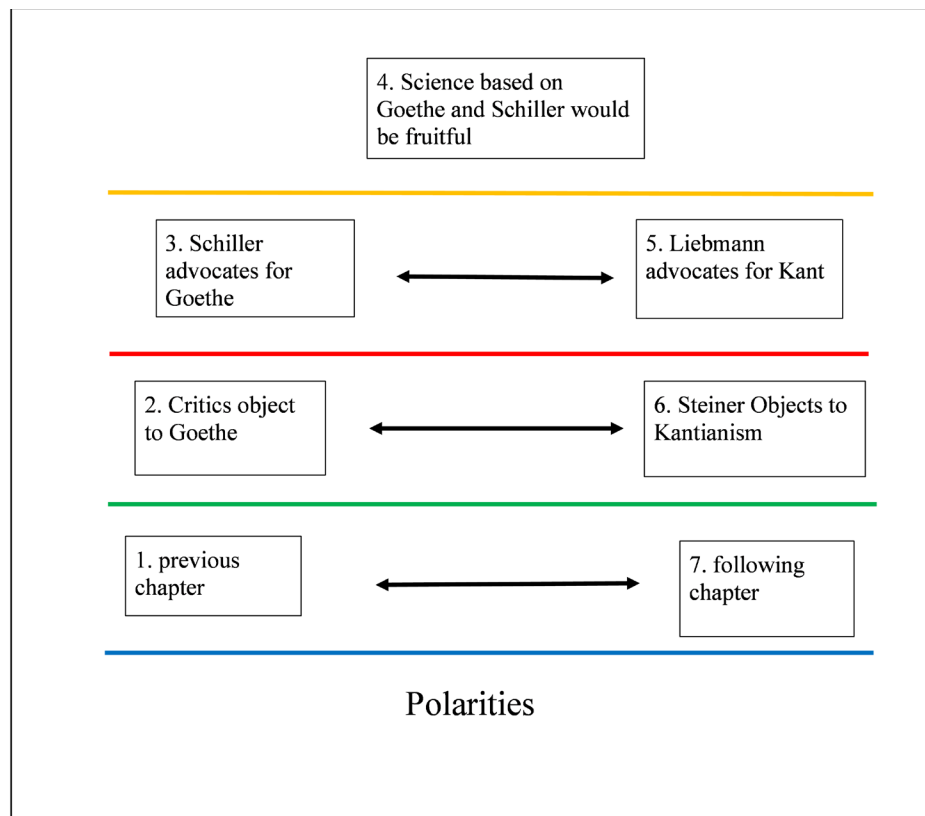 4. Science based on
Goethe and Schiller would
be fruitful
3. Schiller
advocates for
Goethe
5. Liebmann
advocates for Kant
2. Critics object
to Goethe
6. Steiner Objects to
Kantianism
1. previous
chapter
7. following
chapter
Polarities